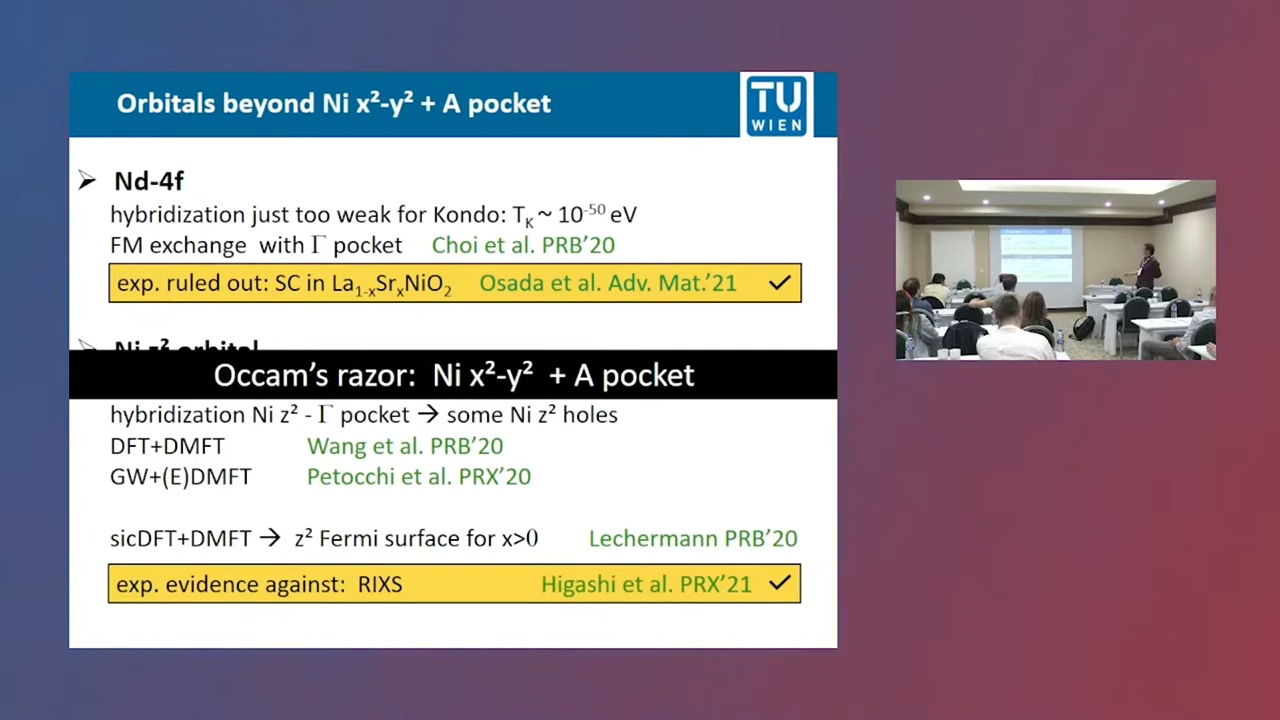 Orbitals beyond Ni x²-y² + A pocket
TU
WIEN
➢ Nd-4f
hybridization just too weak for Kondo: T_K ~ 10⁻⁵⁰ eV
FM exchange with Γ pocket Choi et al. PRB'20
exp. ruled out: SC in La₁₋ₓSrₓNiO₂ Osada et al. Adv. Mat.'21 ✓
➢ Ni z² orbital
Occam's razor: Ni x²-y² + A pocket
hybridization Ni z² - Γ pocket → some Ni z² holes
DFT+DMFT Wang et al. PRB'20
GW+(E)DMFT Petocchi et al. PRX'20
sicDFT+DMFT → z² Fermi surface for x>0 Lechermann PRB'20
exp. evidence against: RIXS Higashi et al. PRX'21 ✓